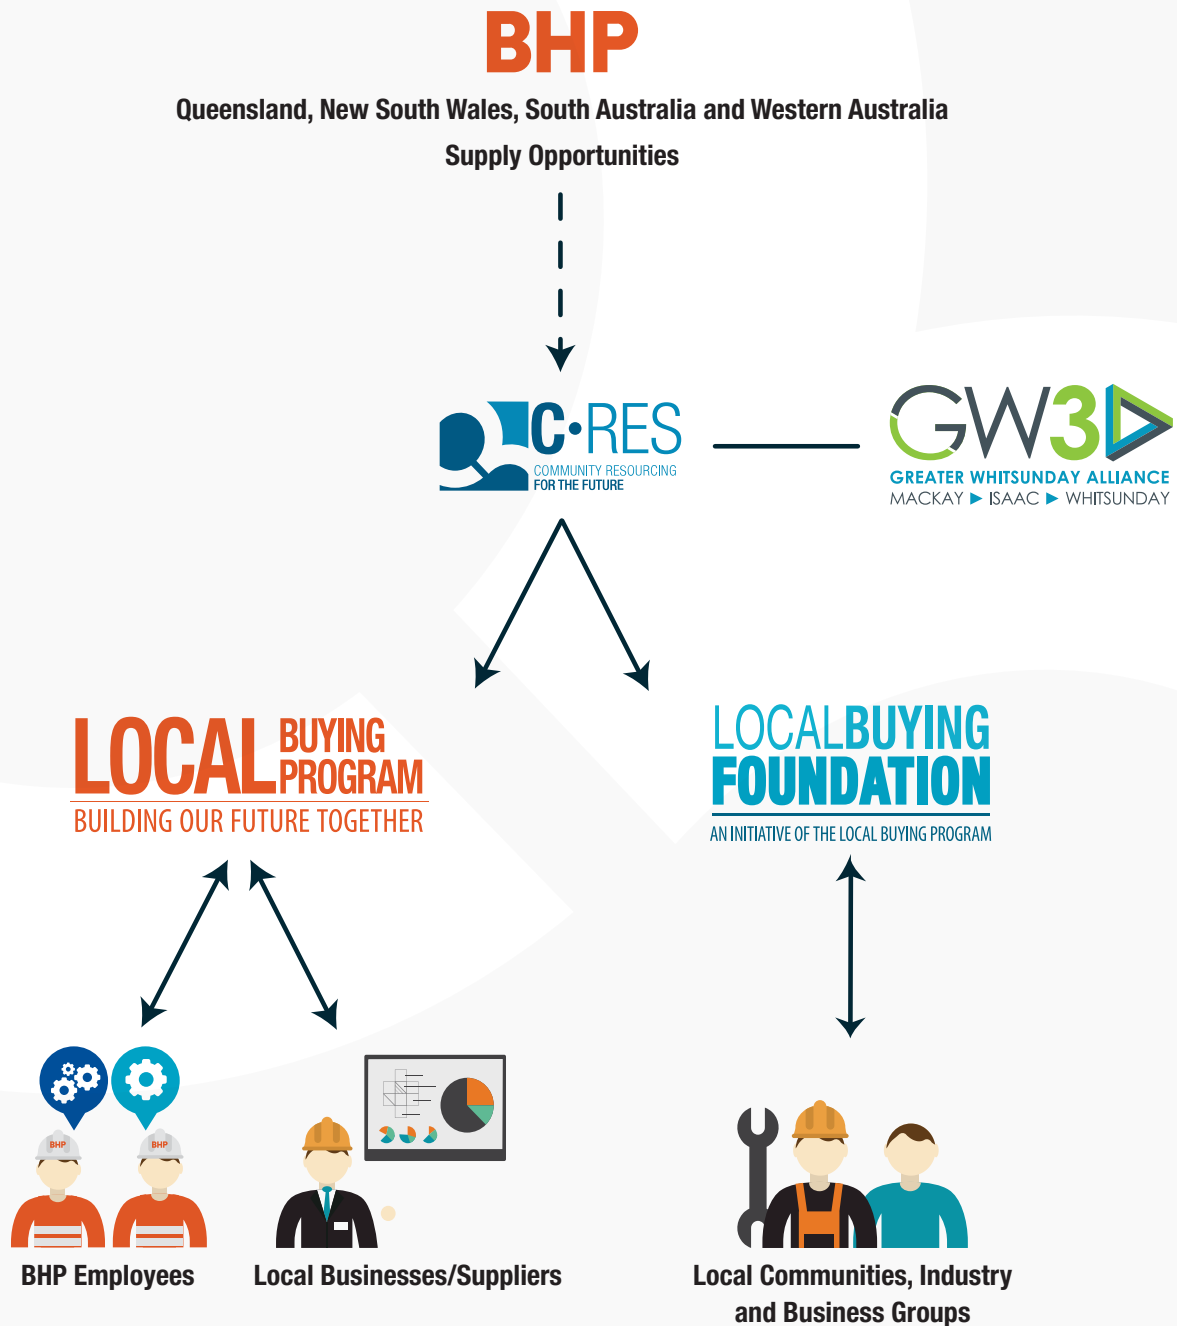 BHP
Queensland, New South Wales, South Australia and Western Australia
Supply Opportunities
C•RES
COMMUNITY RESOURCING
FOR THE FUTURE
GW3
GREATER WHITSUNDAY ALLIANCE
MACKAY ▶ ISAAC ▶ WHITSUNDAY
LOCAL BUYING
PROGRAM
BUILDING OUR FUTURE TOGETHER
LOCALBUYING
FOUNDATION
AN INITIATIVE OF THE LOCAL BUYING PROGRAM
BHP
BHP
BHP Employees
Local Businesses/Suppliers
Local Communities, Industry
and Business Groups